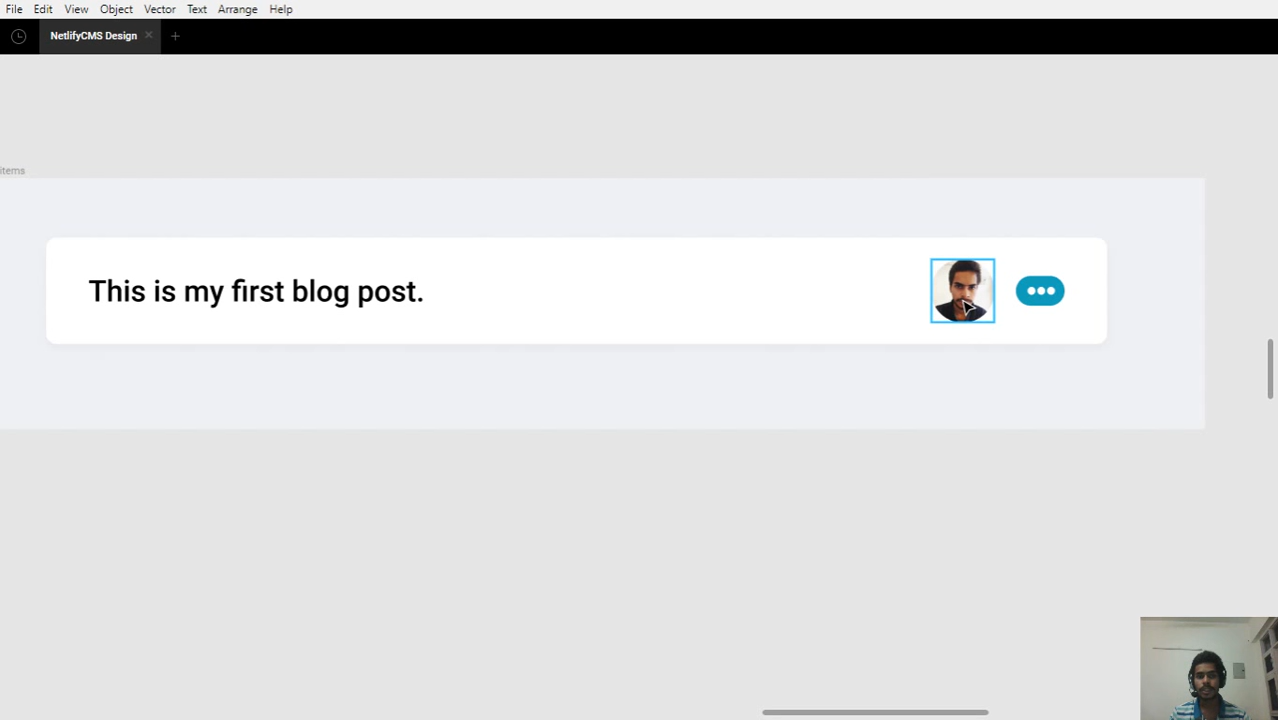 File Edit View Object Vector Text Arrange Help
NetlifyCMS Design
items
This is my first blog post.